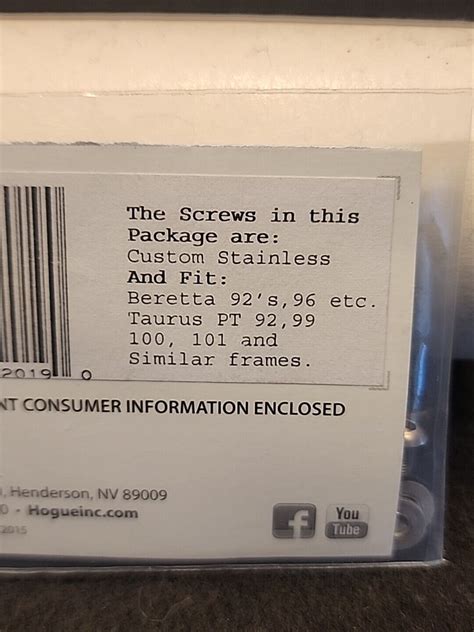 The Screws in this
Package are:
Custom Stainless
And Fit:
Beretta 92's,96 etc.
Taurus PT 92,99
100, 101 and
Similar frames.
2019 0
NT CONSUMER INFORMATION ENCLOSED
, Henderson, NV 89009
0 • Hogueinc.com
2015
f
You
Tube